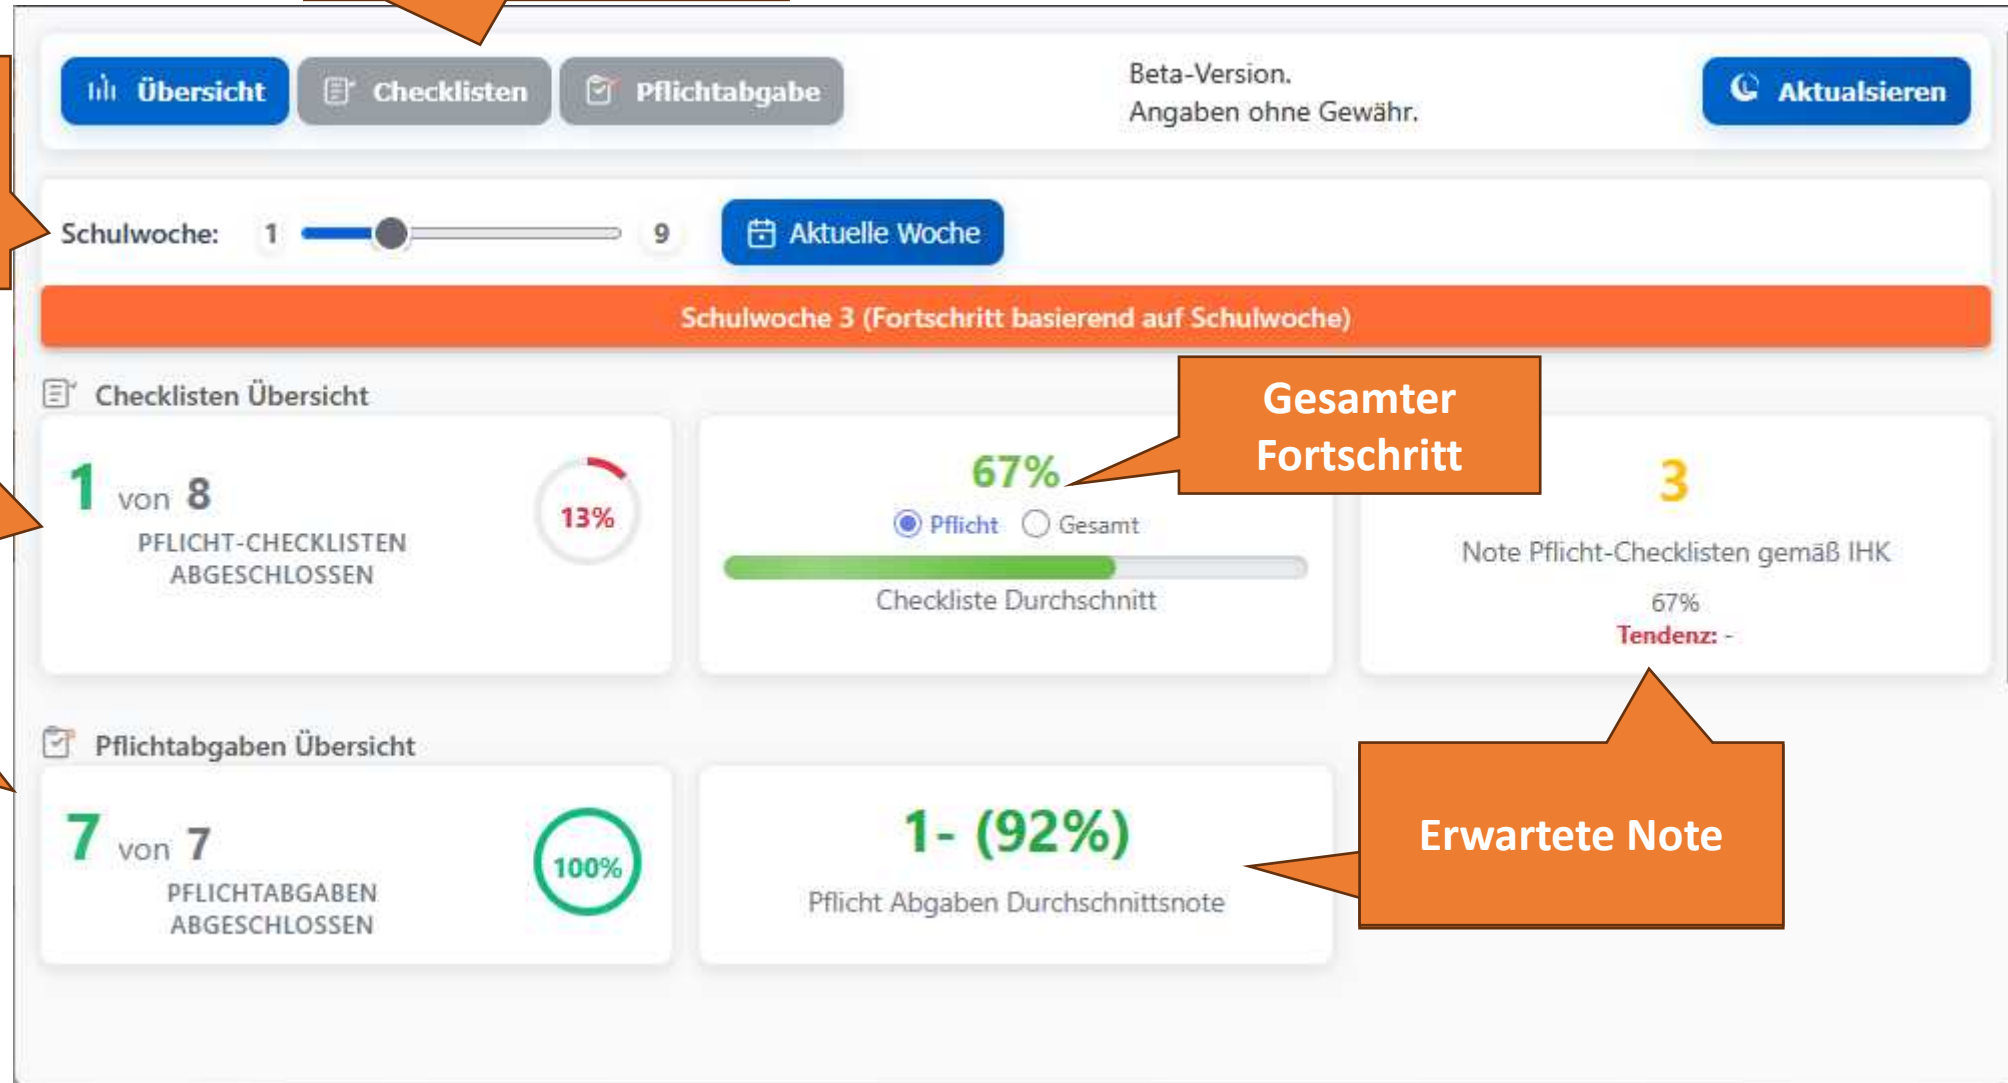 Übersicht
Checklisten
Pflichtabgabe
Beta-Version.
Angaben ohne Gewähr.
Aktualsieren
Schulwoche: 1 9
Aktuelle Woche
Schulwoche 3 (Fortschritt basierend auf Schulwoche)
Checklisten Übersicht
Gesamter
Fortschritt
1 von 8
PFLICHT-CHECKLISTEN
ABGESCHLOSSEN
13%
67%
Pflicht Gesamt
Checkliste Durchschnitt
3
Note Pflicht-Checklisten gemäß IHK
67%
Tendenz: -
Pflichtabgaben Übersicht
7 von 7
PFLICHTABGABEN
ABGESCHLOSSEN
100%
1- (92%)
Pflicht Abgaben Durchschnittsnote
Erwartete Note